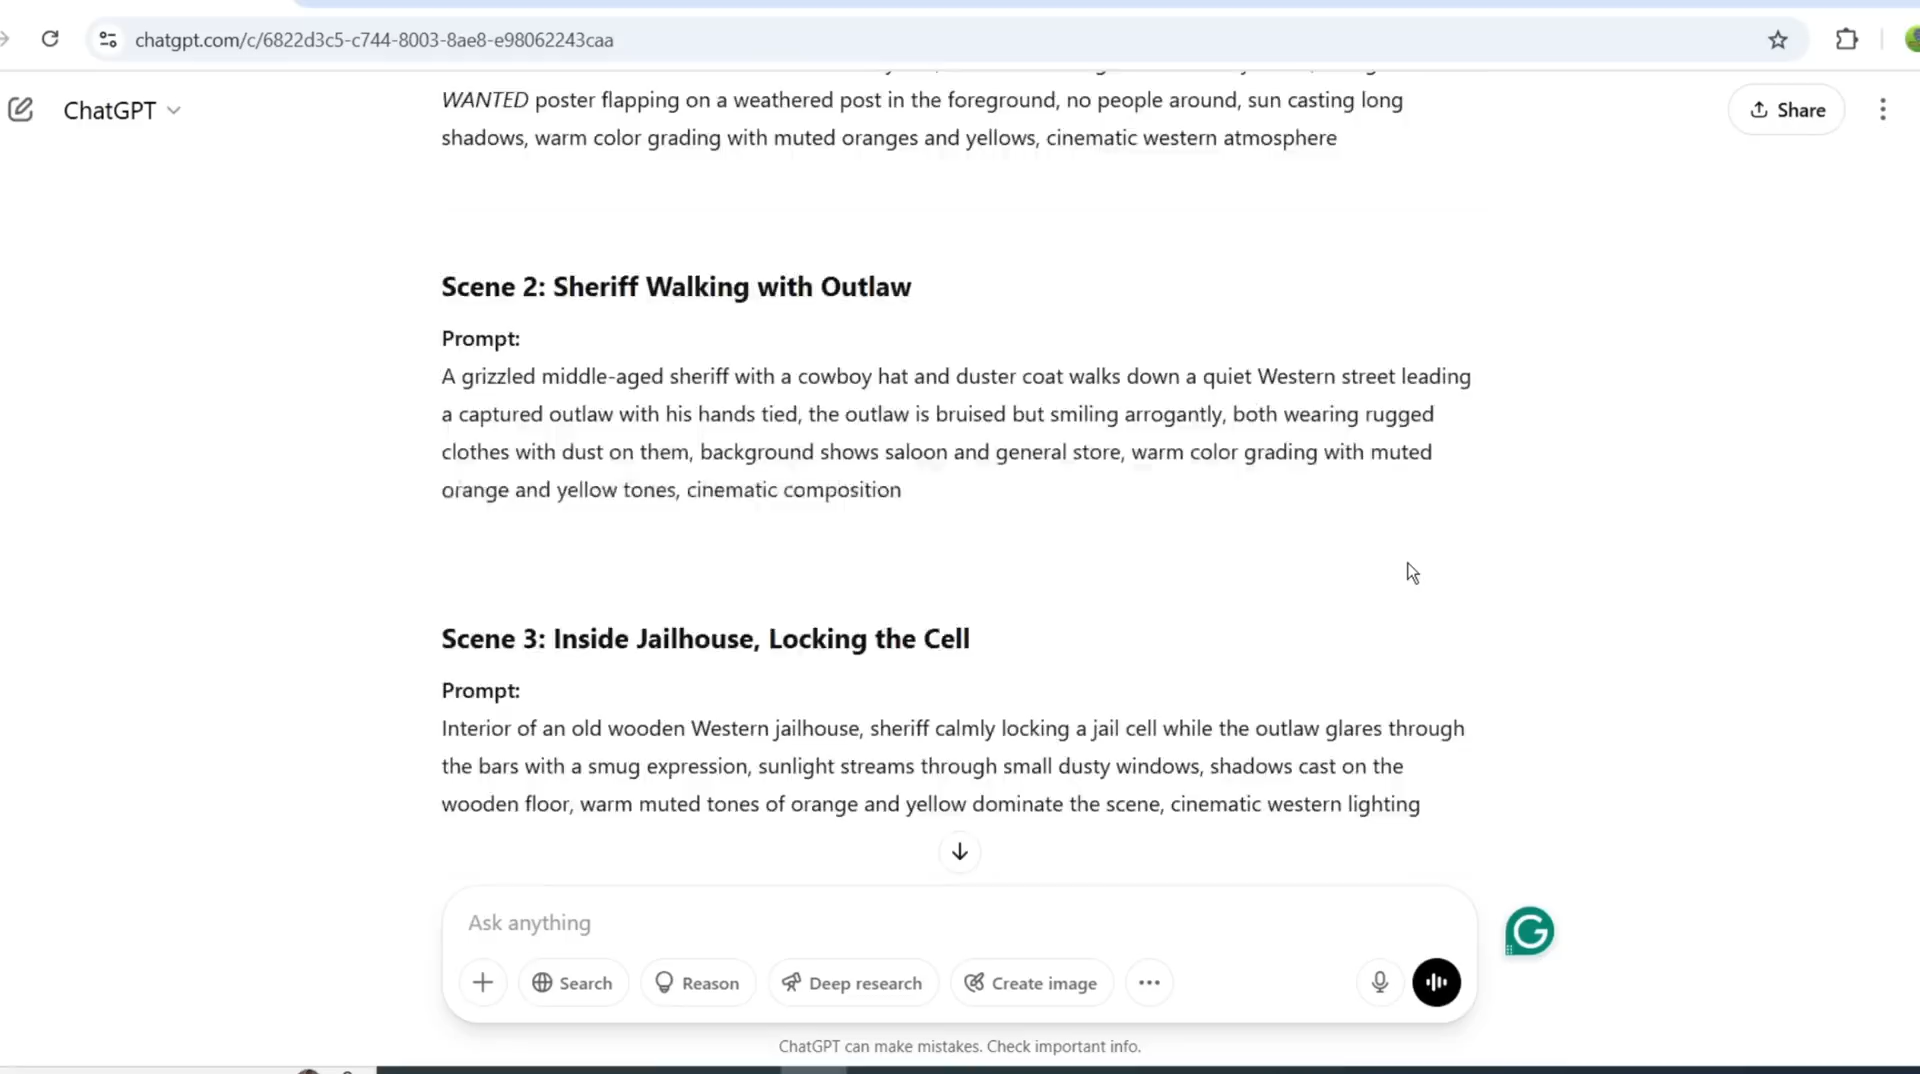 chatgpt.com/c/6822d3c5-c744-8003-8ae8-e98062243caa
ChatGPT
Share
WANTED poster flapping on a weathered post in the foreground, no people around, sun casting long
shadows, warm color grading with muted oranges and yellows, cinematic western atmosphere
Scene 2: Sheriff Walking with Outlaw
Prompt:
A grizzled middle-aged sheriff with a cowboy hat and duster coat walks down a quiet Western street leading
a captured outlaw with his hands tied, the outlaw is bruised but smiling arrogantly, both wearing rugged
clothes with dust on them, background shows saloon and general store, warm color grading with muted
orange and yellow tones, cinematic composition
Scene 3: Inside Jailhouse, Locking the Cell
Prompt:
Interior of an old wooden Western jailhouse, sheriff calmly locking a jail cell while the outlaw glares through
the bars with a smug expression, sunlight streams through small dusty windows, shadows cast on the
wooden floor, warm muted tones of orange and yellow dominate the scene, cinematic western lighting
Ask anything
Search
Reason
Deep research
Create image
G
ChatGPT can make mistakes. Check important info.